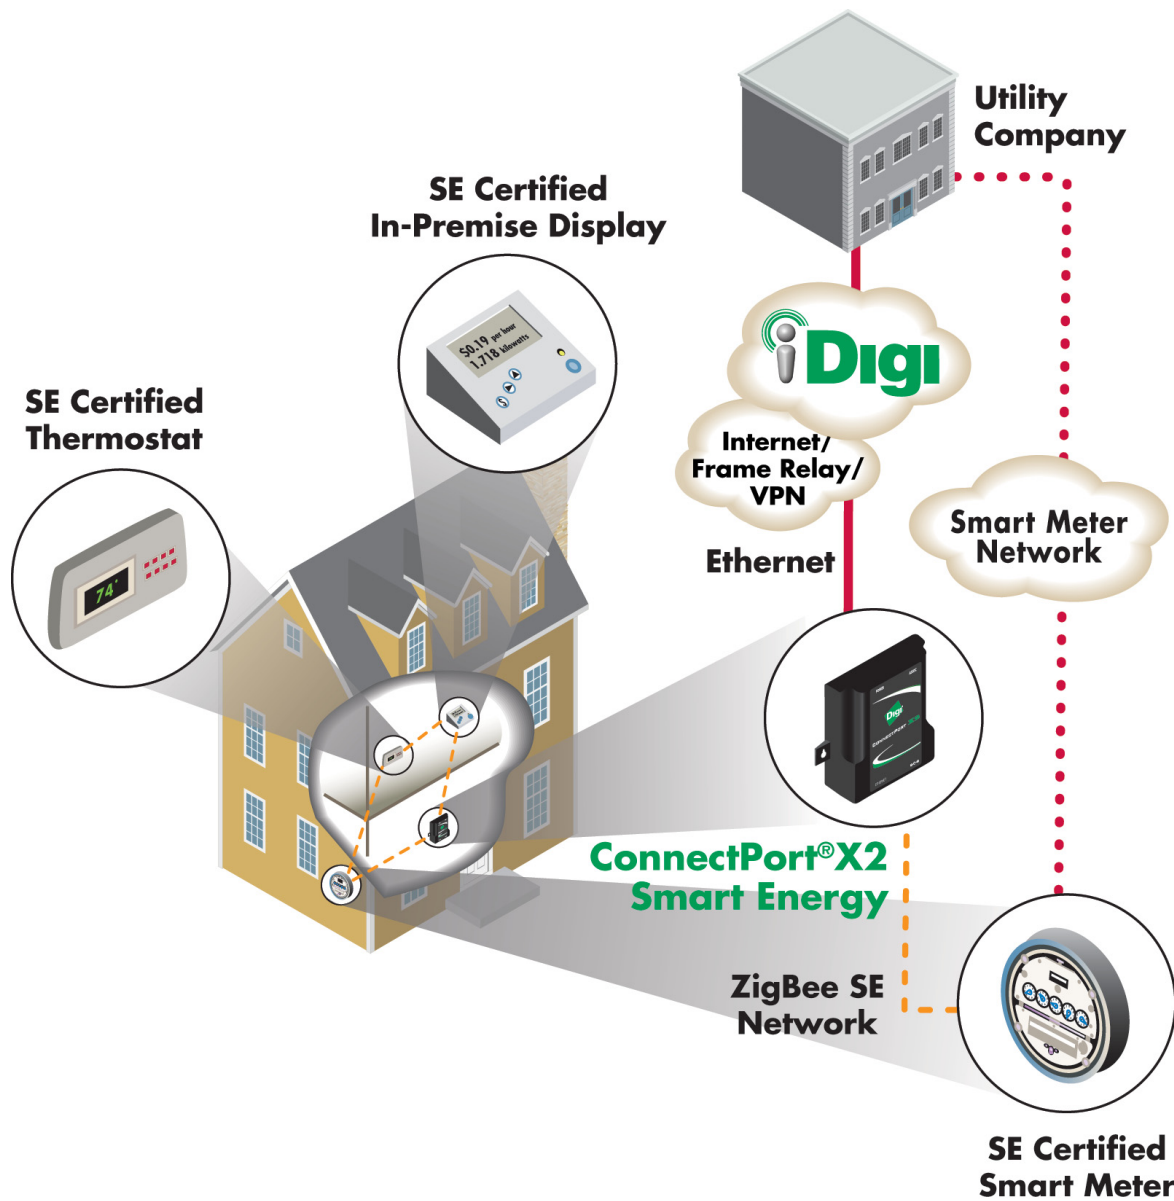 Utility
Company
SE Certified
In-Premise Display
$0.19 per hour
1.718 kilowatts
iDigi
SE Certified
Thermostat
Internet/
Frame Relay/
VPN
Smart Meter
Network
Ethernet
74°
Digi
ConnectPort
ConnectPort®X2
Smart Energy
ZigBee SE
Network
SE Certified
Smart Meter